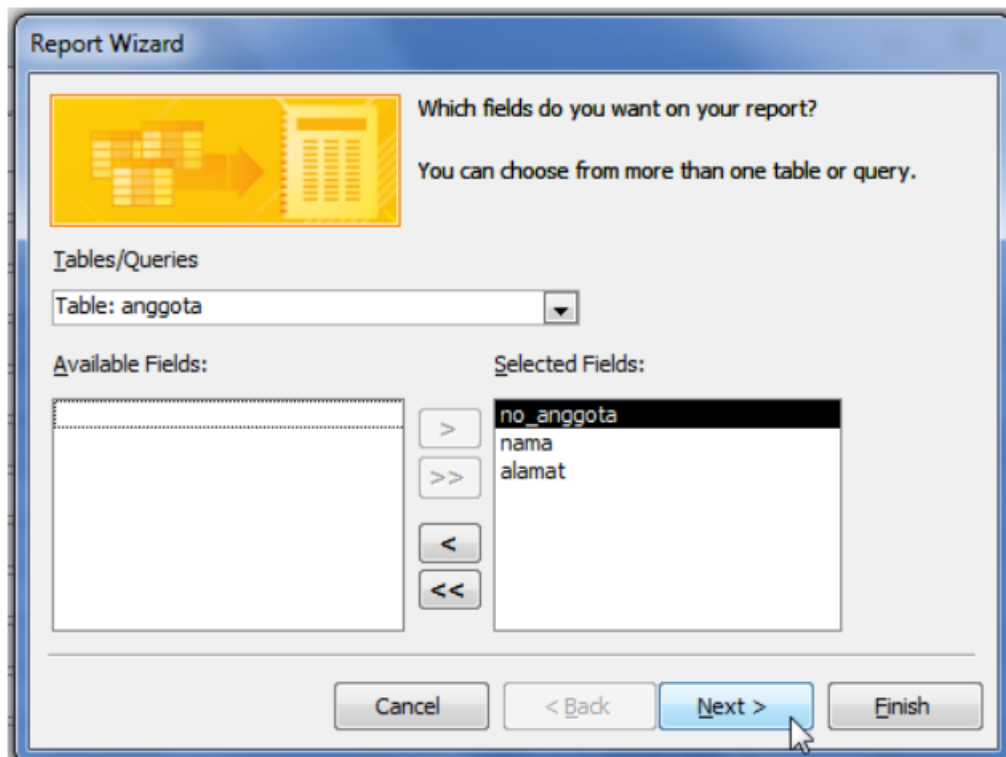 Report Wizard
Which fields do you want on your report?
You can choose from more than one table or query.
Tables/Queries
Table: anggota
Available Fields:
Selected Fields:
>
>>
<
<<
no_anggota
nama
alamat
Cancel
< Back
Next >
Finish